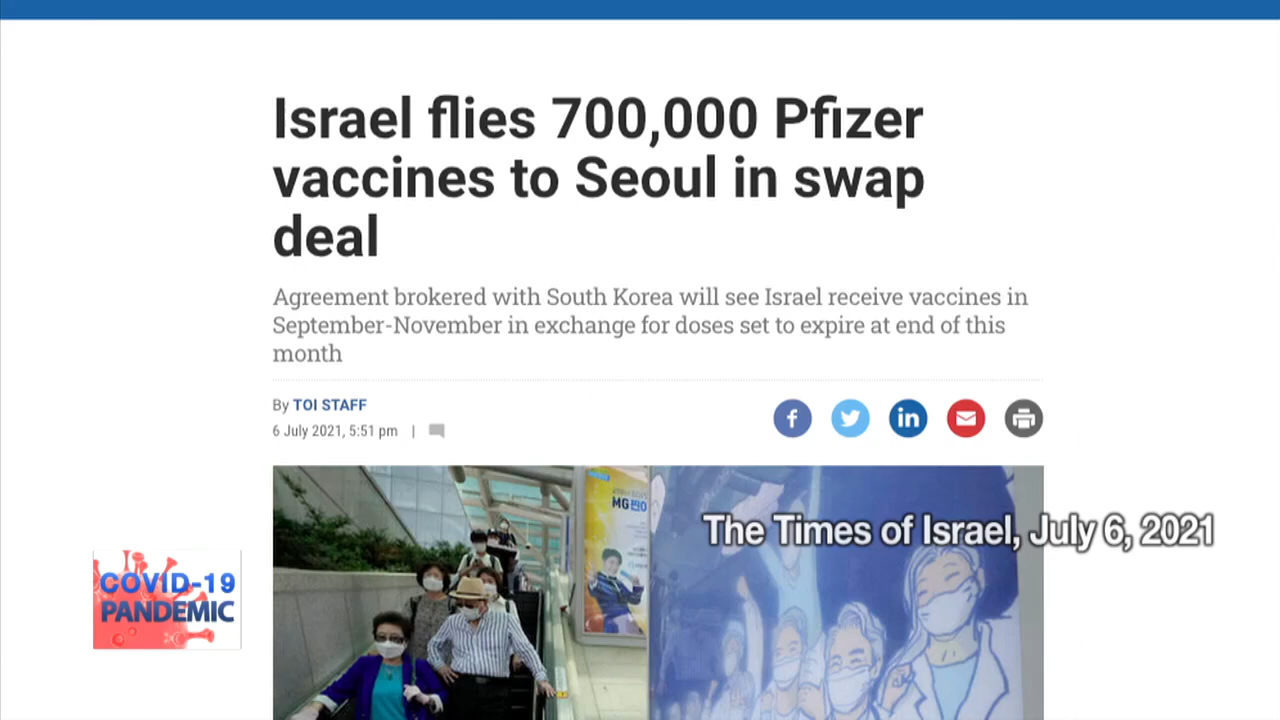 Israel flies 700,000 Pfizer
vaccines to Seoul in swap
deal
Agreement brokered with South Korea will see Israel receive vaccines in
September-November in exchange for doses set to expire at end of this
month
By TOI STAFF
6 July 2021, 5:51 pm |
f
in
MG
The Times of Israel, July 6, 2021
COVID-19
PANDEMIC